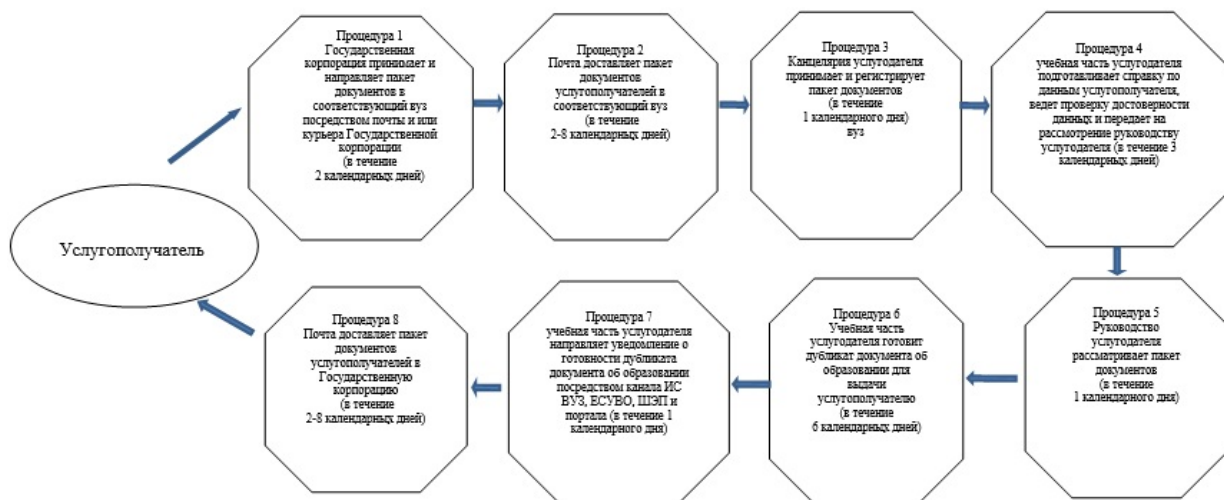 Процедура 1
Государственная
корпорация принимает и
направляет пакет
документов в
соответствующий вуз
посредством почты и или
курьера Государственной
корпорации
(в течение
2 календарных дней)
Процедура 2
Почта доставляет пакет
документов
услугополучателей в
соответствующий вуз
(в течение
2-8 календарных дней)
Процедура 3
Канцелярия услугодателя
принимает и регистрирует
пакет документов
(в течение
1 календарного дня)
вуз
Процедура 4
учебная часть услугодателя
подготавливает справку по
данным услугополучателя,
ведет проверку достоверности
данных и передает на
рассмотрение руководству
услугодателя (в течение 3
календарных дней)
Услугополучатель
Процедура 5
Руководство
услугодателя
рассматривает пакет
документов
(в течение
1 календарного дня)
Процедура 6
Учебная часть
услугодателя готовит
дубликат документа об
образовании для
выдачи
услугополучателю
(в течение
6 календарных дней)
Процедура 7
учебная часть услугодателя
направляет уведомление о
готовности дубликата
документа об образовании
посредством канала ИС
ВУЗ, ЕСУВО, ШЭП и
портала (в течение 1
календарного дня)
Процедура 8
Почта доставляет пакет
документов
услугополучателей в
Государственную
корпорацию
(в течение
2-8 календарных дней)